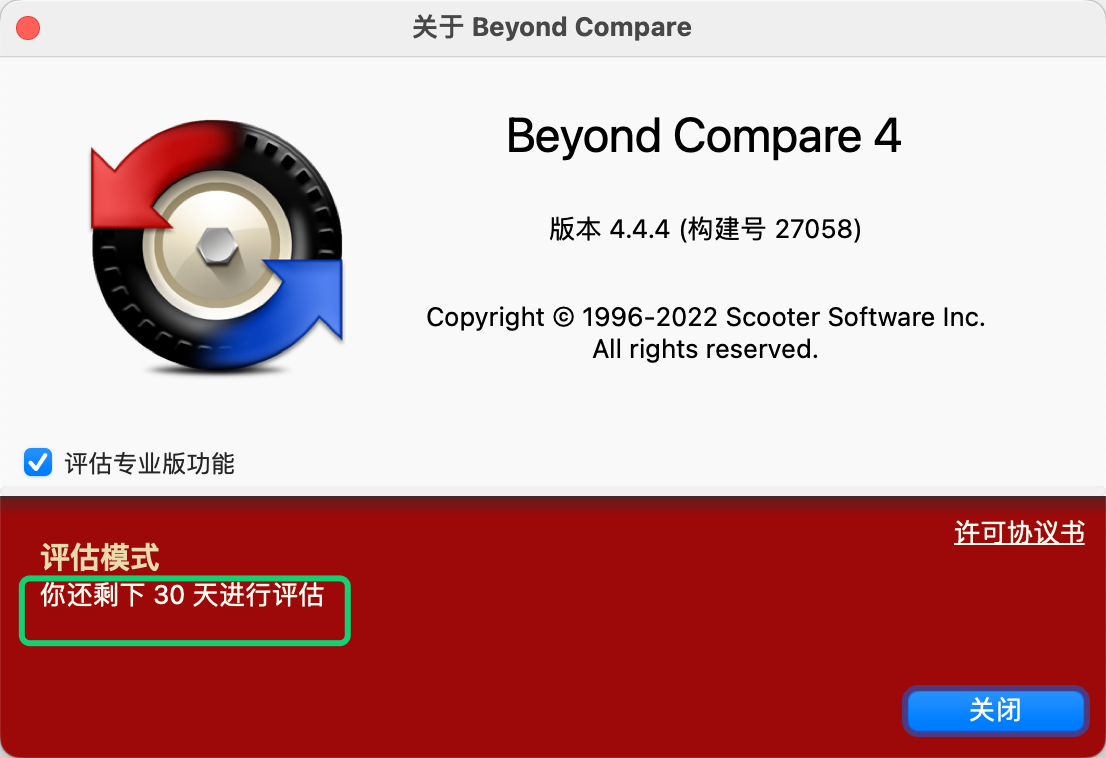 关于 Beyond Compare
Beyond Compare 4
版本 4.4.4 (构建号 27058)
Copyright © 1996-2022 Scooter Software Inc.
All rights reserved.
评估专业版功能
许可协议书
评估模式
你还剩下 30 天进行评估
关闭